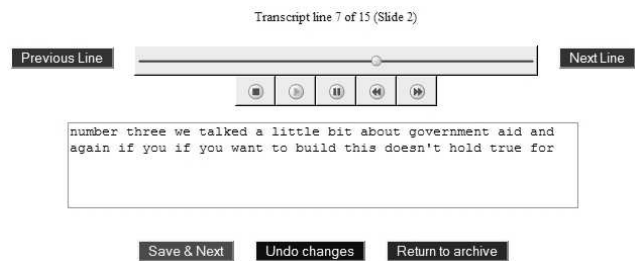 Transcript line 7 of 15 (Slide 2)
Previous Line
Next Line
number three we talked a little bit about government aid and
again if you if you want to build this doesn't hold true for
Save & Next
Undo changes
Return to archive